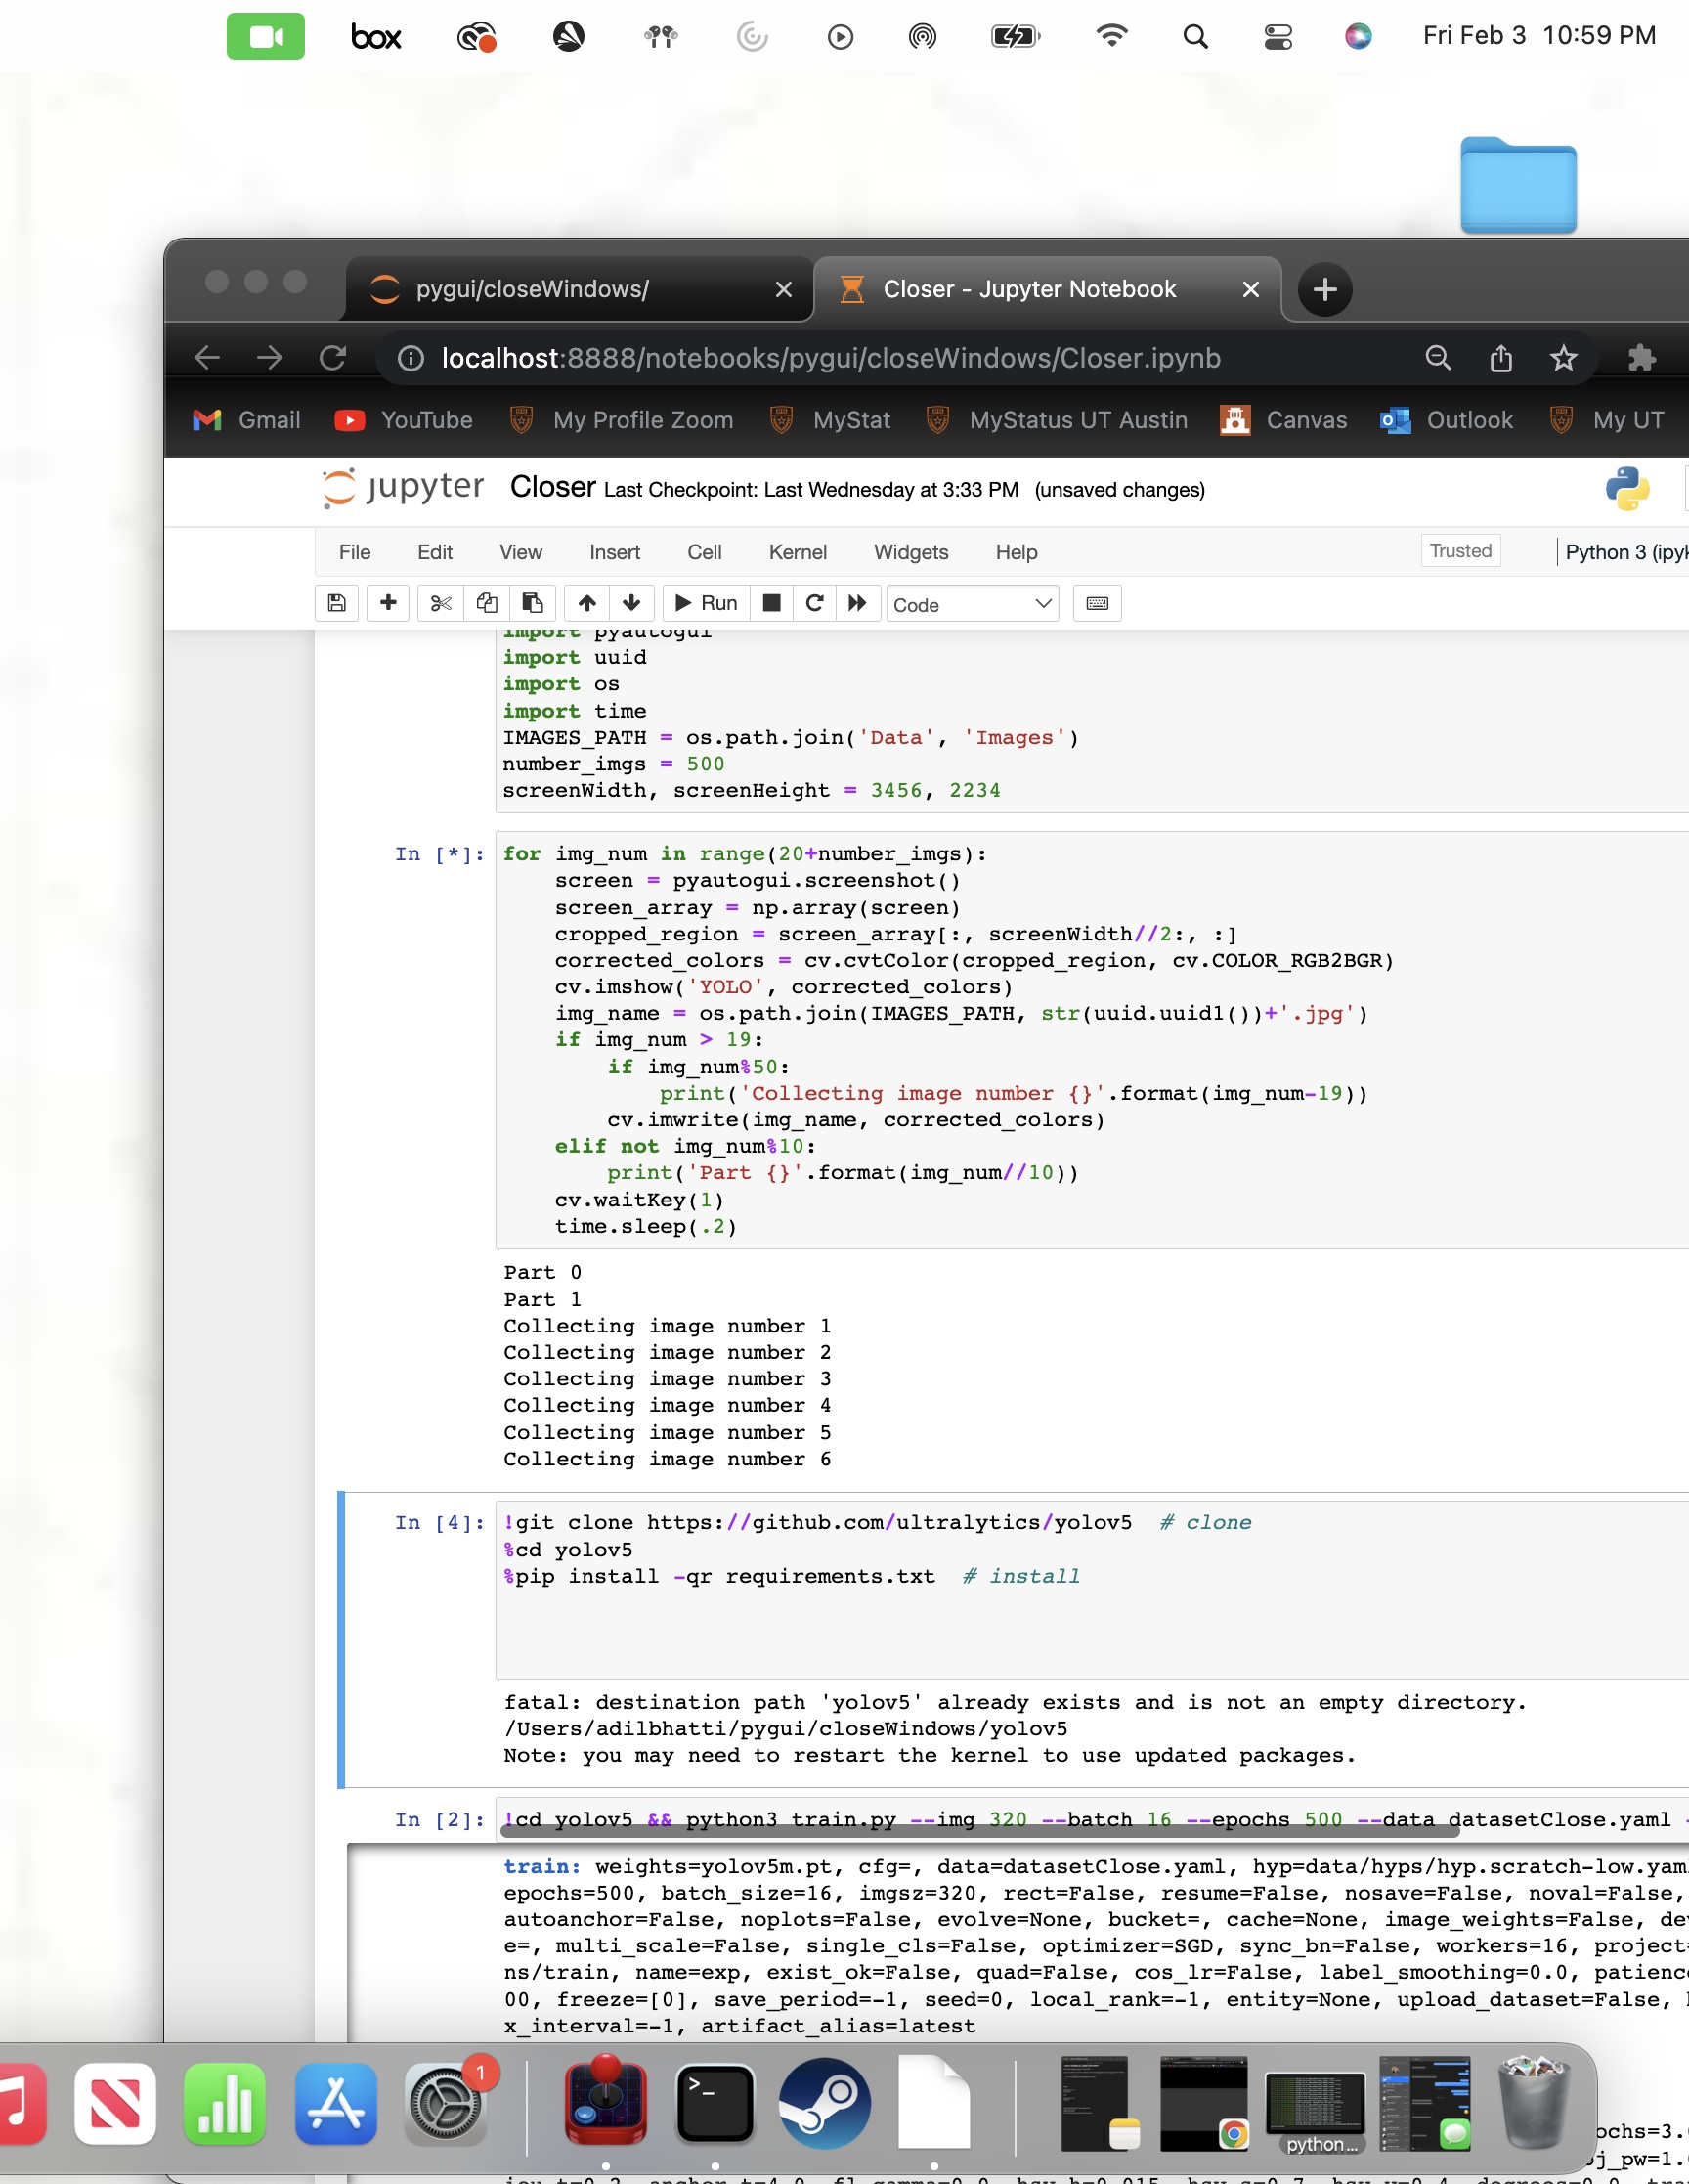 box
Fri Feb 3 10:59 PM
pygui/closeWindows/
Closer - Jupyter Notebook
localhost:8888/notebooks/pygui/closeWindows/Closer.ipynb
Gmail YouTube My Profile Zoom MyStat MyStatus UT Austin Canvas Outlook My UT
jupyter Closer Last Checkpoint: Last Wednesday at 3:33 PM (unsaved changes)
File Edit View Insert Cell Kernel Widgets Help Trusted Python 3 (ipyk
Run Code
import pyautogui
import uuid
import os
import time
IMAGES_PATH = os.path.join('Data', 'Images')
number_imgs = 500
screenWidth, screenHeight = 3456, 2234
In [*]: for img_num in range(20+number_imgs):
screen = pyautogui.screenshot()
screen_array = np.array(screen)
cropped_region = screen_array[:, screenWidth//2:, :]
corrected_colors = cv.cvtColor(cropped_region, cv.COLOR_RGB2BGR)
cv.imshow('YOLO', corrected_colors)
img_name = os.path.join(IMAGES_PATH, str(uuid.uuid1())+'.jpg')
if img_num > 19:
if img_num%50:
print('Collecting image number {}'.format(img_num-19))
cv.imwrite(img_name, corrected_colors)
elif not img_num%10:
print('Part {}'.format(img_num//10))
cv.waitKey(1)
time.sleep(.2)
Part 0
Part 1
Collecting image number 1
Collecting image number 2
Collecting image number 3
Collecting image number 4
Collecting image number 5
Collecting image number 6
In [4]: !git clone https://github.com/ultralytics/yolov5 # clone
%cd yolov5
%pip install -qr requirements.txt # install
fatal: destination path 'yolov5' already exists and is not an empty directory.
/Users/adilbhatti/pygui/closeWindows/yolov5
Note: you may need to restart the kernel to use updated packages.
In [2]: !cd yolov5 && python3 train.py --img 320 --batch 16 --epochs 500 --data datasetClose.yaml -
train: weights=yolov5m.pt, cfg=, data=datasetClose.yaml, hyp=data/hyps/hyp.scratch-low.yam
epochs=500, batch_size=16, imgsz=320, rect=False, resume=False, nosave=False, noval=False,
autoanchor=False, noplots=False, evolve=None, bucket=, cache=None, image_weights=False, dev
e=, multi_scale=False, single_cls=False, optimizer=SGD, sync_bn=False, workers=16, project=
ns/train, name=exp, exist_ok=False, quad=False, cos_lr=False, label_smoothing=0.0, patience
00, freeze=[0], save_period=-1, seed=0, local_rank=-1, entity=None, upload_dataset=False,
x_interval=-1, artifact_alias=latest
1
>_
python...
ochs=3.
j_pw=1.